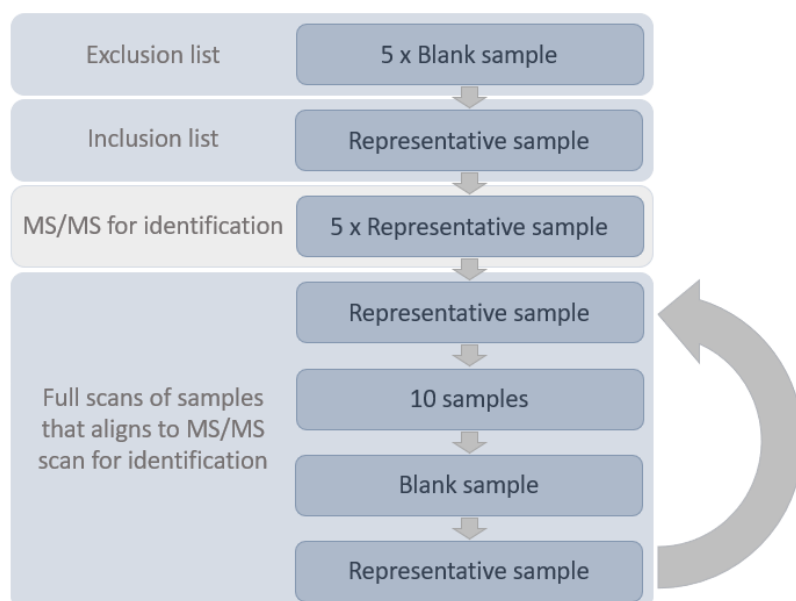 Exclusion list
5 x Blank sample
Inclusion list
Representative sample
MS/MS for identification
5 x Representative sample
Representative sample
Full scans of samples
that aligns to MS/MS
scan for identification
10 samples
Blank sample
Representative sample